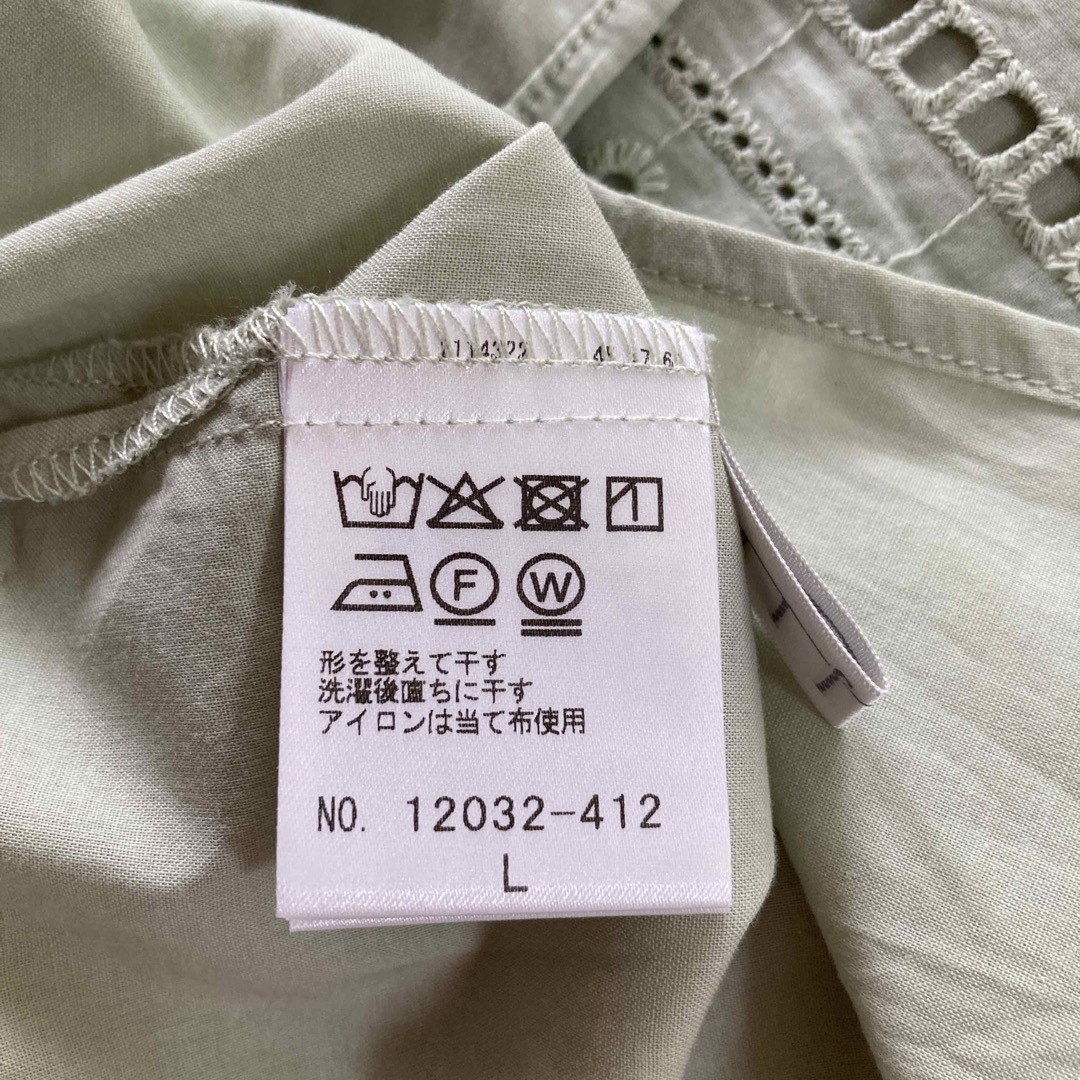 F W
形を整えて干す
洗濯後直ちに干す
アイロンは当て布使用
NO. 12032-412
L